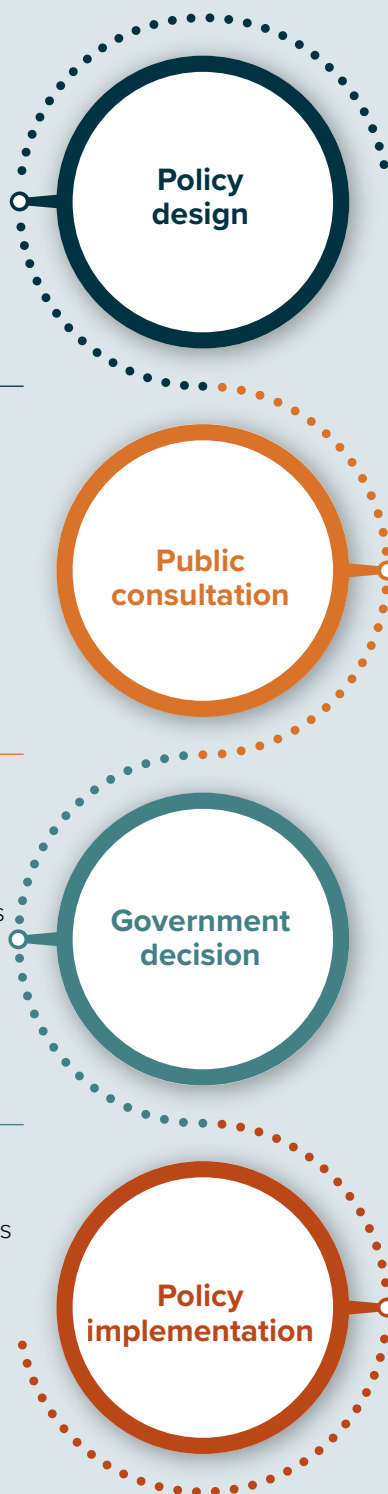 Policy
design
Public
consultation
s
Government
decision
s
Policy
implementation